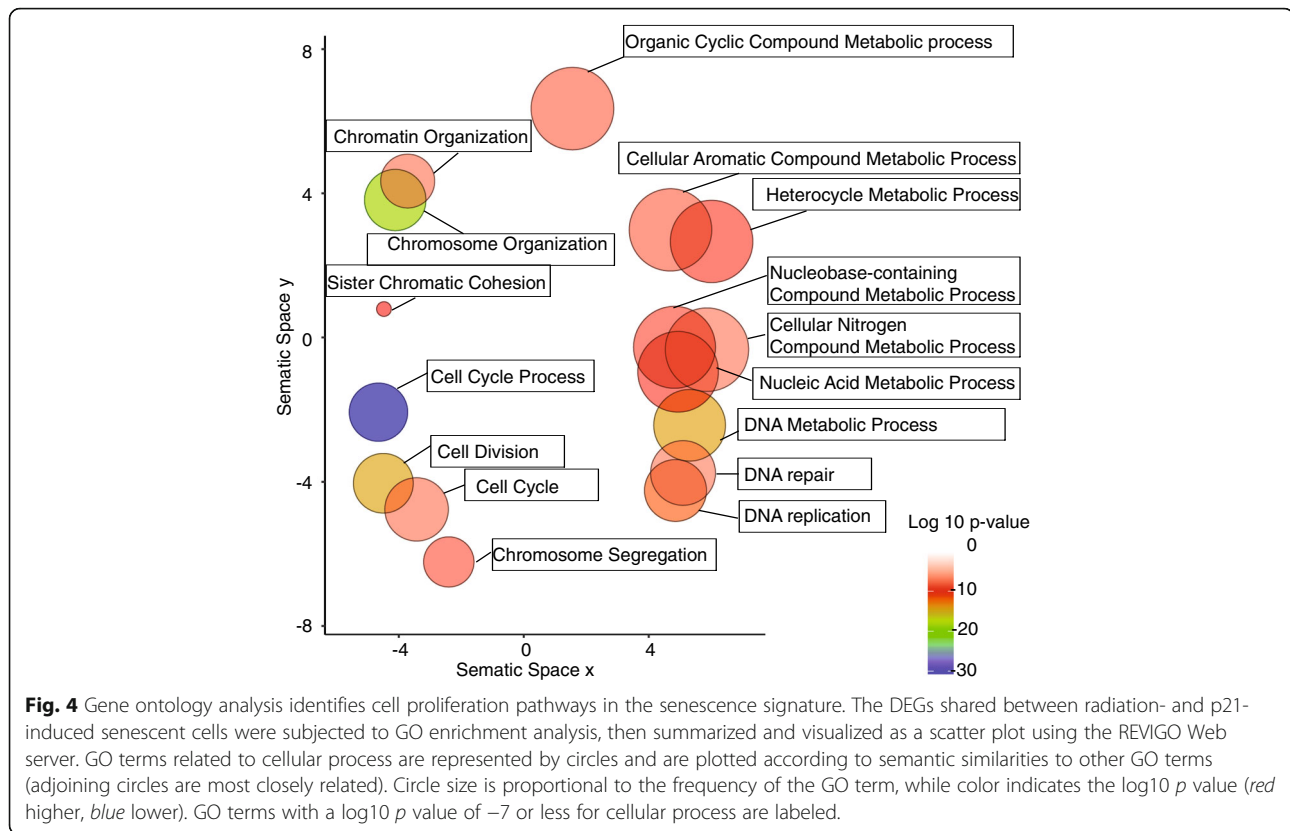 8
Organic Cyclic Compound Metabolic process
Chromatin Organization
Cellular Aromatic Compound Metabolic Process
4
Heterocycle Metabolic Process
Chromosome Organization
Sister Chromatic Cohesion
Nucleobase-containing
Compound Metabolic Process
Sematic Space y
0
Cellular Nitrogen
Compound Metabolic Process
Cell Cycle Process
Nucleic Acid Metabolic Process
DNA Metabolic Process
Cell Division
-4
Cell Cycle
DNA repair
DNA replication
Log 10 p-value
0
Chromosome Segregation
-10
-8
-20
-4
0
4
Sematic Space x
-30
Fig. 4 Gene ontology analysis identifies cell proliferation pathways in the senescence signature. The DEGs shared between radiation- and p21-
induced senescent cells were subjected to GO enrichment analysis, then summarized and visualized as a scatter plot using the REVIGO Web
server. GO terms related to cellular process are represented by circles and are plotted according to semantic similarities to other GO terms
(adjoining circles are most closely related). Circle size is proportional to the frequency of the GO term, while color indicates the log10 p value (red
higher, blue lower). GO terms with a log10 p value of −7 or less for cellular process are labeled.